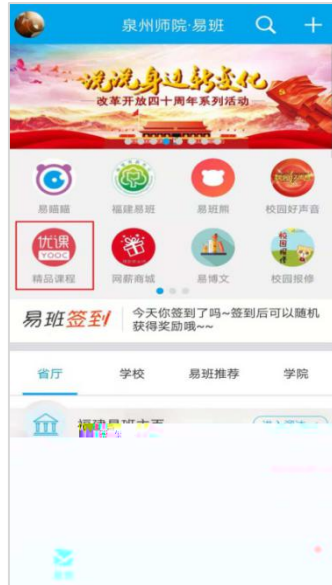 泉州师院·易班
说说身边新变化
改革开放四十周年系列活动
易瞄瞄 福建易班 易班熊 校园好声音
优课
YOOC
精品课程 网薪商城 易博文 校园报修
易班签到
今天你签到了吗~签到后可以随机
获得奖励哦~~
省厅 学校 易班推荐 学院